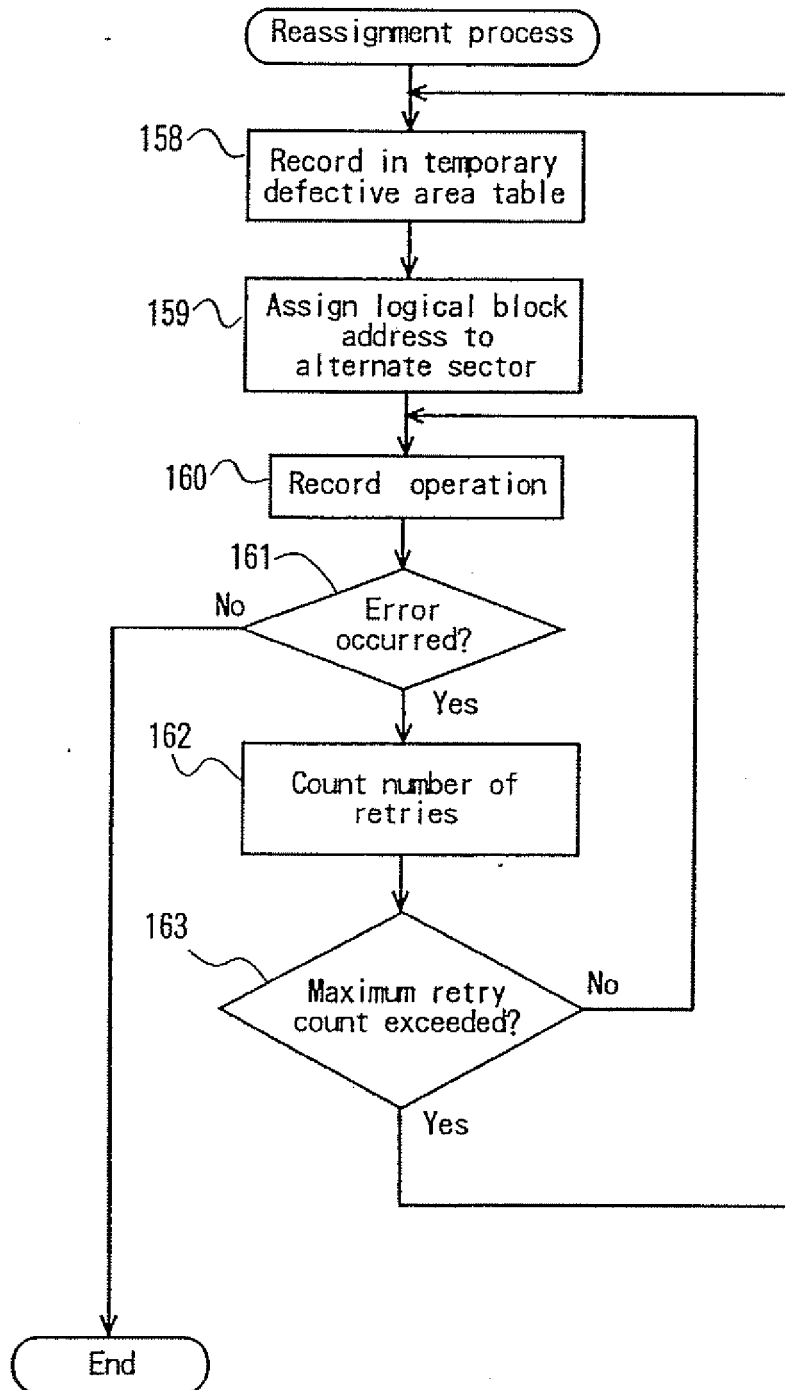 Reassignment process
158
Record in temporary
defective area table
159
Assign logical block
address to
alternate sector
160
Record operation
161
No
Error
occurred?
Yes
162
Count number of
retries
163
Maximum retry
count exceeded?
No
Yes
End